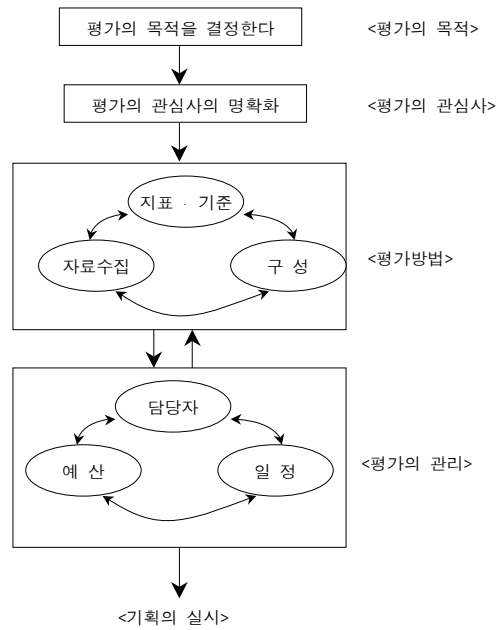 평가의 목적을 결정한다 <평가의 목적>
평가의 관심사의 명확화 <평가의 관심사>
지표 · 기준
자료수집 구 성 <평가방법>
담당자
예 산 일 정 <평가의 관리>
<기획의 실시>